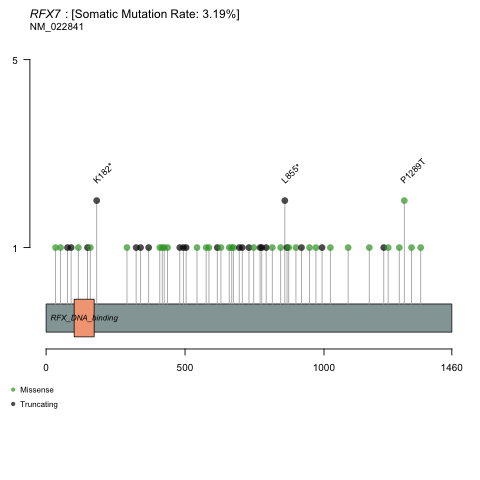 RFX7 : [Somatic Mutation Rate: 3.19%]
NM_022841
5
1
K182*
L855*
P1289T
RFX_DNA_binding
0
500
1000
1460
Missense
Truncating